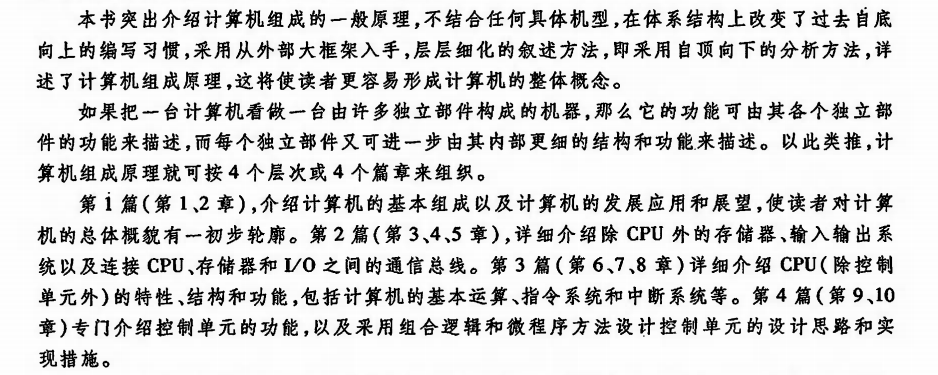 本书突出介绍计算机组成的一般原理,不结合任何具体机型,在体系结构上改变了过去自底
向上的编写习惯,采用从外部大框架入手,层层细化的叙述方法,即采用自顶向下的分析方法,详
述了计算机组成原理,这将使读者更容易形成计算机的整体概念。
如果把一台计算机看做一台由许多独立部件构成的机器,那么它的功能可由其各个独立部
件的功能来描述,而每个独立部件又可进一步由其内部更细的结构和功能来描述。以此类推,计
算机组成原理就可按 4 个层次或 4 个篇章来组织。
第 1 篇(第 1、2 章),介绍计算机的基本组成以及计算机的发展应用和展望,使读者对计算
机的总体概貌有一初步轮廓。第 2 篇(第 3、4、5 章),详细介绍除 CPU 外的存储器、输入输出系
统以及连接 CPU、存储器和 I/O 之间的通信总线。第 3 篇(第 6、7、8 章)详细介绍 CPU(除控制
单元外)的特性、结构和功能,包括计算机的基本运算、指令系统和中断系统等。第 4 篇(第 9、10
章)专门介绍控制单元的功能,以及采用组合逻辑和微程序方法设计控制单元的设计思路和实
现措施。